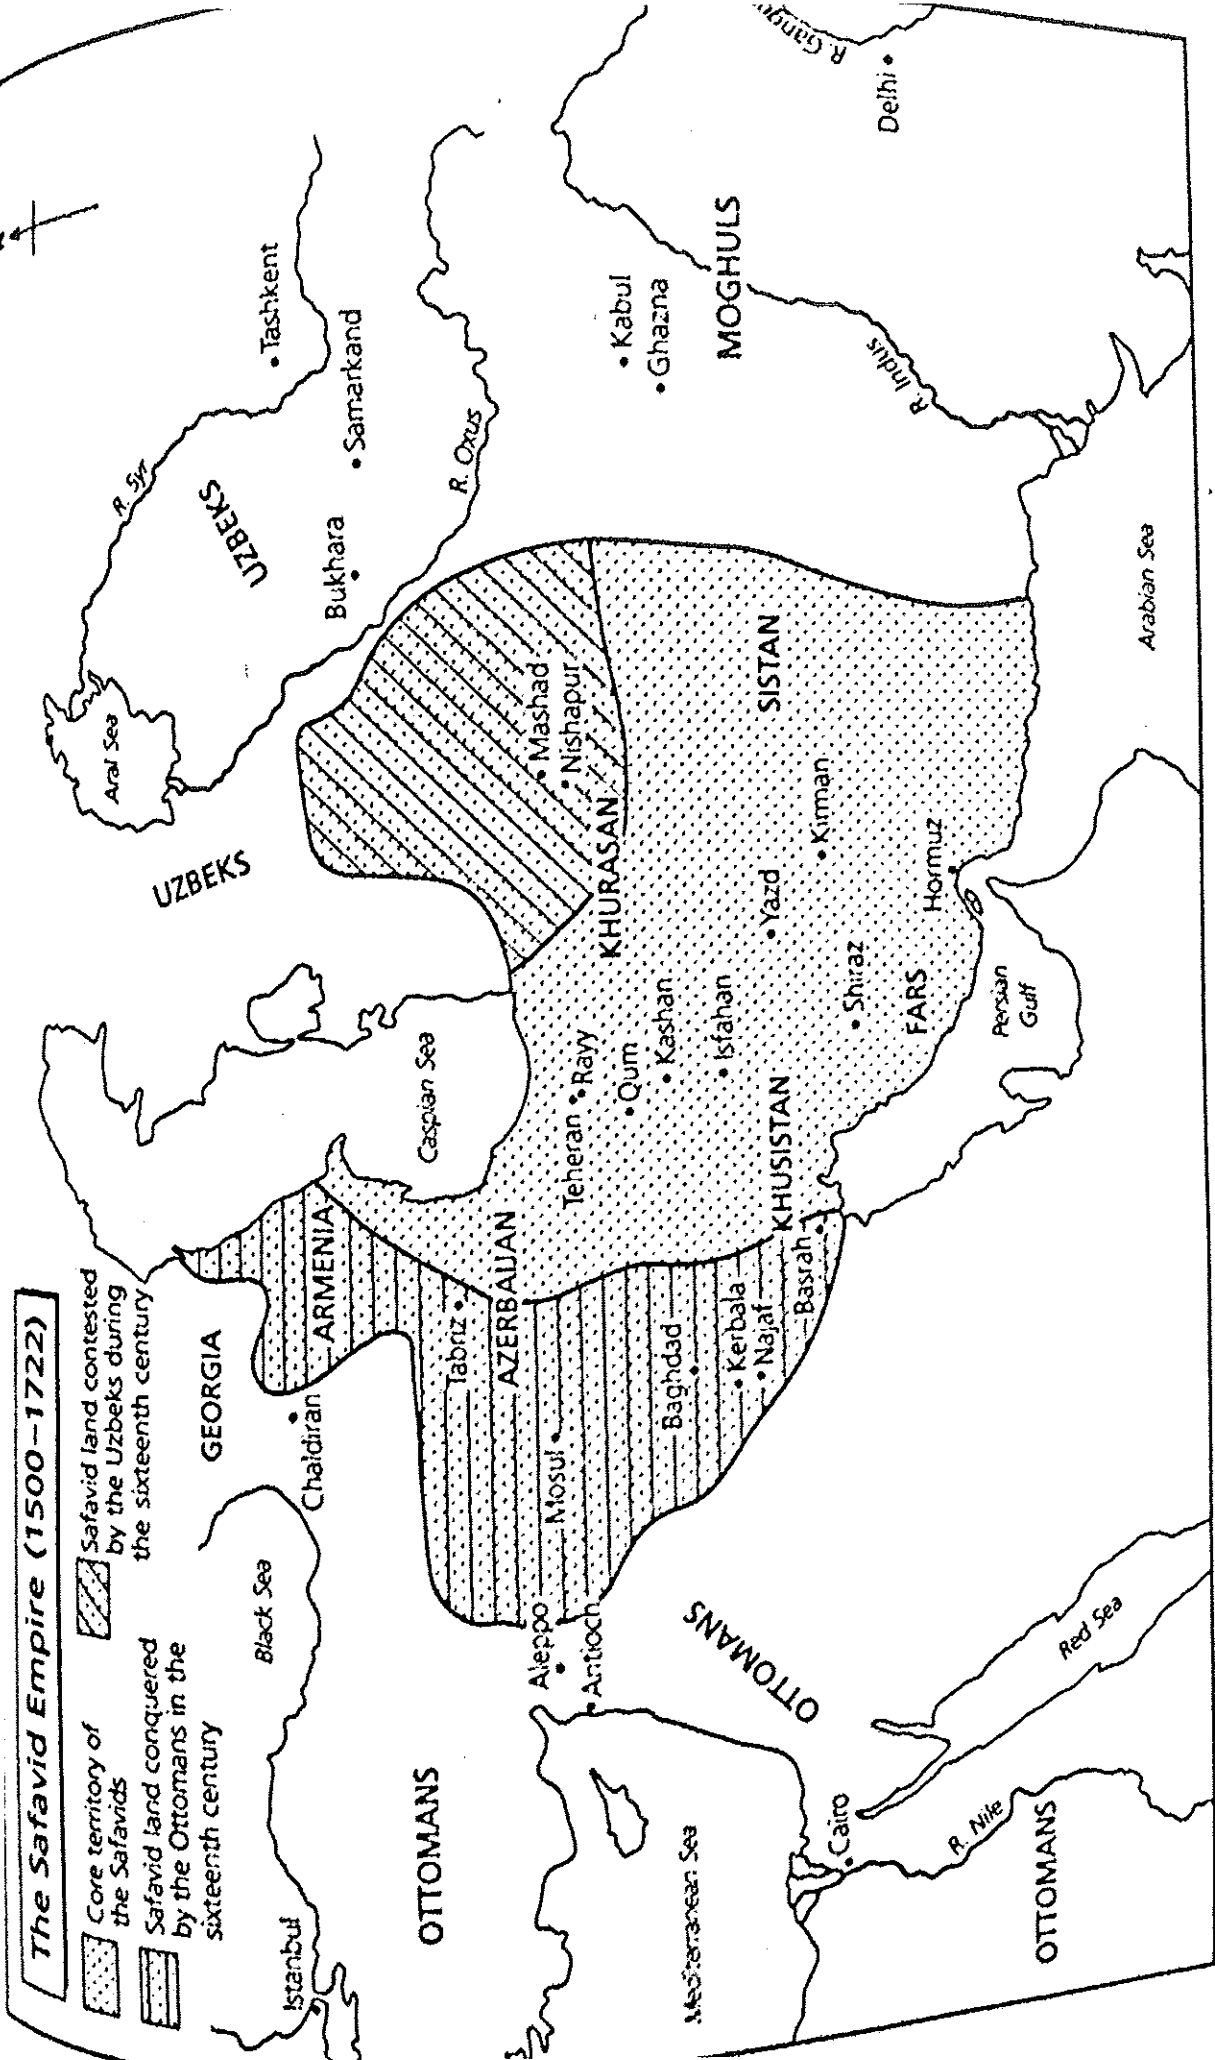 The Safavid Empire (1500–1722)
Core territory of
the Safavids
Safavid land conquered
by the Ottomans in the
sixteenth century
Safavid land contested
by the Uzbeks during
the sixteenth century
Istanbul
Black Sea
GEORGIA
Chaldiran
ARMENIA
Caspian Sea
UZBEKS
Aral Sea
R. Syr
UZBEKS
Bukhara
Samarkand
Tashkent
R. Oxus
OTTOMANS
Tabriz
AZERBAIJAN
Mosul
Aleppo
Antioch
Baghdad
Kerbala
Najaf
Basrah
KHUSISTAN
Teheran
Rayy
Qum
Kashan
Isfahan
KHURASAN
Mashad
Nishapur
Yazd
SISTAN
Kirman
Shiraz
FARS
Hormuz
Persian
Gulf
Kabul
Ghazna
MOGHULS
R. Indus
Delhi
Arabian Sea
Mediterranean Sea
OTTOMANS
Cairo
R. Nile
OTTOMANS
Red Sea